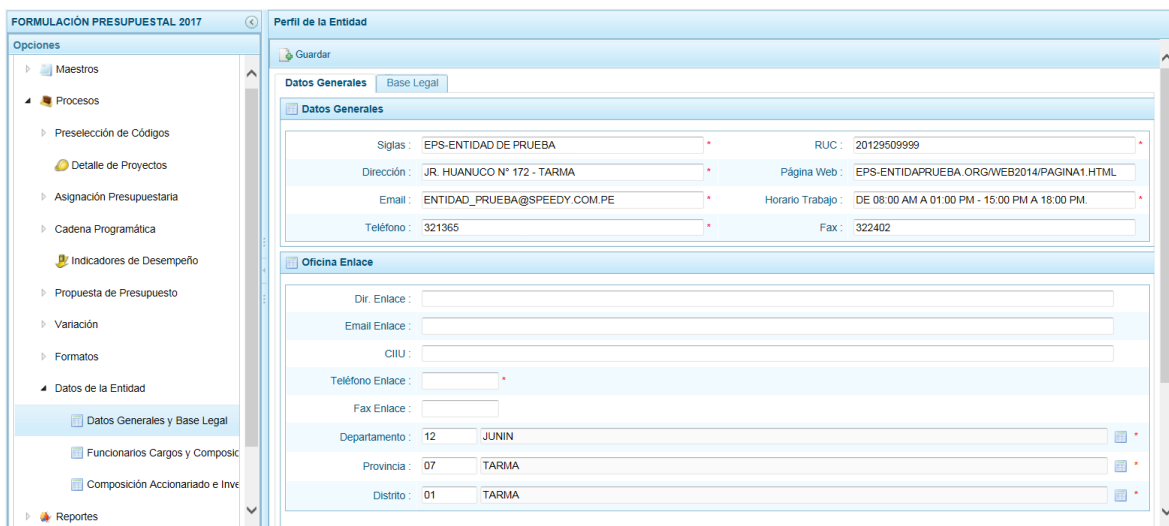 FORMULACIÓN PRESUPUESTAL 2017
Opciones
Maestros
Procesos
Preselección de Códigos
Detalle de Proyectos
Asignación Presupuestaria
Cadena Programática
Indicadores de Desempeño
Propuesta de Presupuesto
Variación
Formatos
Datos de la Entidad
Datos Generales y Base Legal
Funcionarios Cargos y Composic
Composición Accionariado e Inve
Reportes
Perfil de la Entidad
Guardar
Datos Generales Base Legal
Datos Generales
Siglas : EPS-ENTIDAD DE PRUEBA * RUC : 20129509999 *
Dirección : JR. HUANUCO N° 172 - TARMA * Página Web : EPS-ENTIDAPRUEBA.ORG/WEB2014/PAGINA1.HTML
Email : ENTIDAD_PRUEBA@SPEEDY.COM.PE * Horario Trabajo : DE 08:00 AM A 01:00 PM - 15:00 PM A 18:00 PM. *
Teléfono : 321365 * Fax : 322402
Oficina Enlace
Dir. Enlace :
Email Enlace :
CIIU :
Teléfono Enlace : *
Fax Enlace :
Departamento : 12 JUNIN *
Provincia : 07 TARMA *
Distrito : 01 TARMA *